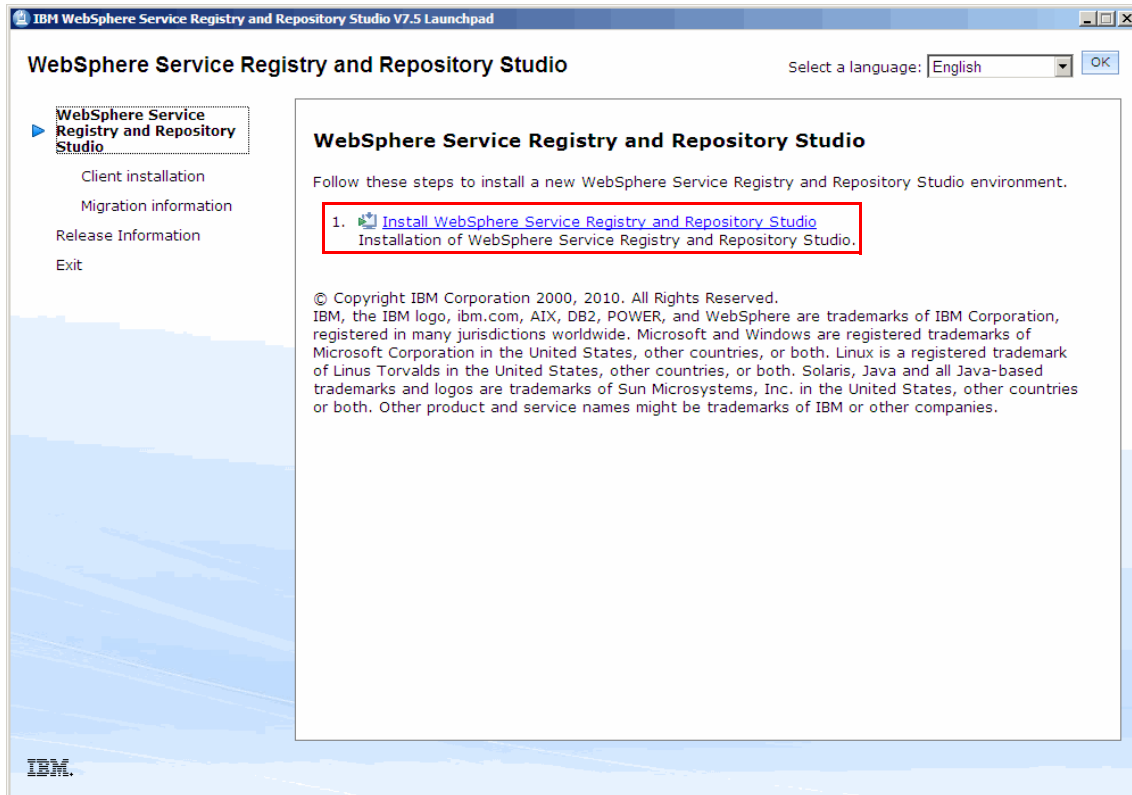 IBM WebSphere Service Registry and Repository Studio V7.5 Launchpad
WebSphere Service Registry and Repository Studio
Select a language: English OK
WebSphere Service
Registry and Repository
Studio
Client installation
Migration information
Release Information
Exit
WebSphere Service Registry and Repository Studio
Follow these steps to install a new WebSphere Service Registry and Repository Studio environment.
1. Install WebSphere Service Registry and Repository Studio
Installation of WebSphere Service Registry and Repository Studio.
© Copyright IBM Corporation 2000, 2010. All Rights Reserved.
IBM, the IBM logo, ibm.com, AIX, DB2, POWER, and WebSphere are trademarks of IBM Corporation,
registered in many jurisdictions worldwide. Microsoft and Windows are registered trademarks of
Microsoft Corporation in the United States, other countries, or both. Linux is a registered trademark
of Linus Torvalds in the United States, other countries, or both. Solaris, Java and all Java-based
trademarks and logos are trademarks of Sun Microsystems, Inc. in the United States, other countries
or both. Other product and service names might be trademarks of IBM or other companies.
IBM.